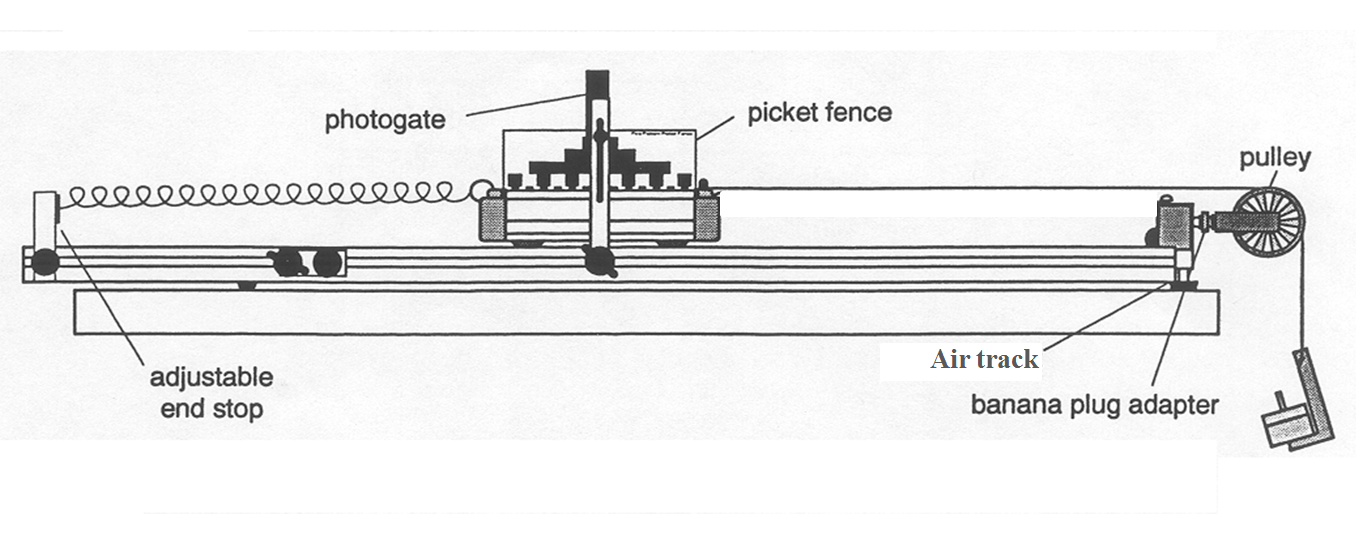 photogate
picket fence
pulley
adjustable
end stop
Air track
banana plug adapter